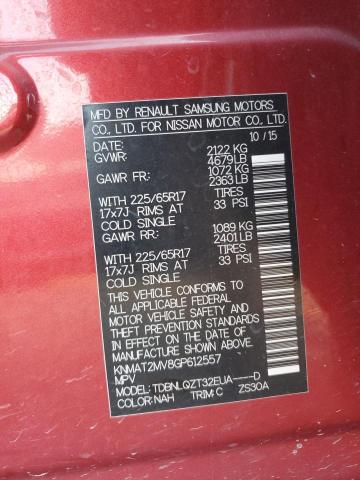 MFD BY RENAULT SAMSUNG MOTORS
CO., LTD. FOR NISSAN MOTOR CO., LTD.
DATE: 10 / 15
GVWR: 2122 KG
4679 LB
GAWR FR: 1072 KG
2363 LB
WITH 225/65R17 TIRES
17x7J RIMS AT 33 PSI
COLD SINGLE
GAWR RR: 1089 KG
2401 LB
WITH 225/65R17 TIRES
17x7J RIMS AT 33 PSI
COLD SINGLE
THIS VEHICLE CONFORMS TO
ALL APPLICABLE FEDERAL
MOTOR VEHICLE SAFETY
STANDARDS IN EFFECT ON
THE DATE OF MANUFACTURE
SHOWN ABOVE.
KNMAT2MV8GP612557
MPV
MODEL: TDBNLQZT32EUA----D
COLOR: NAH TRIM: C ZS30A